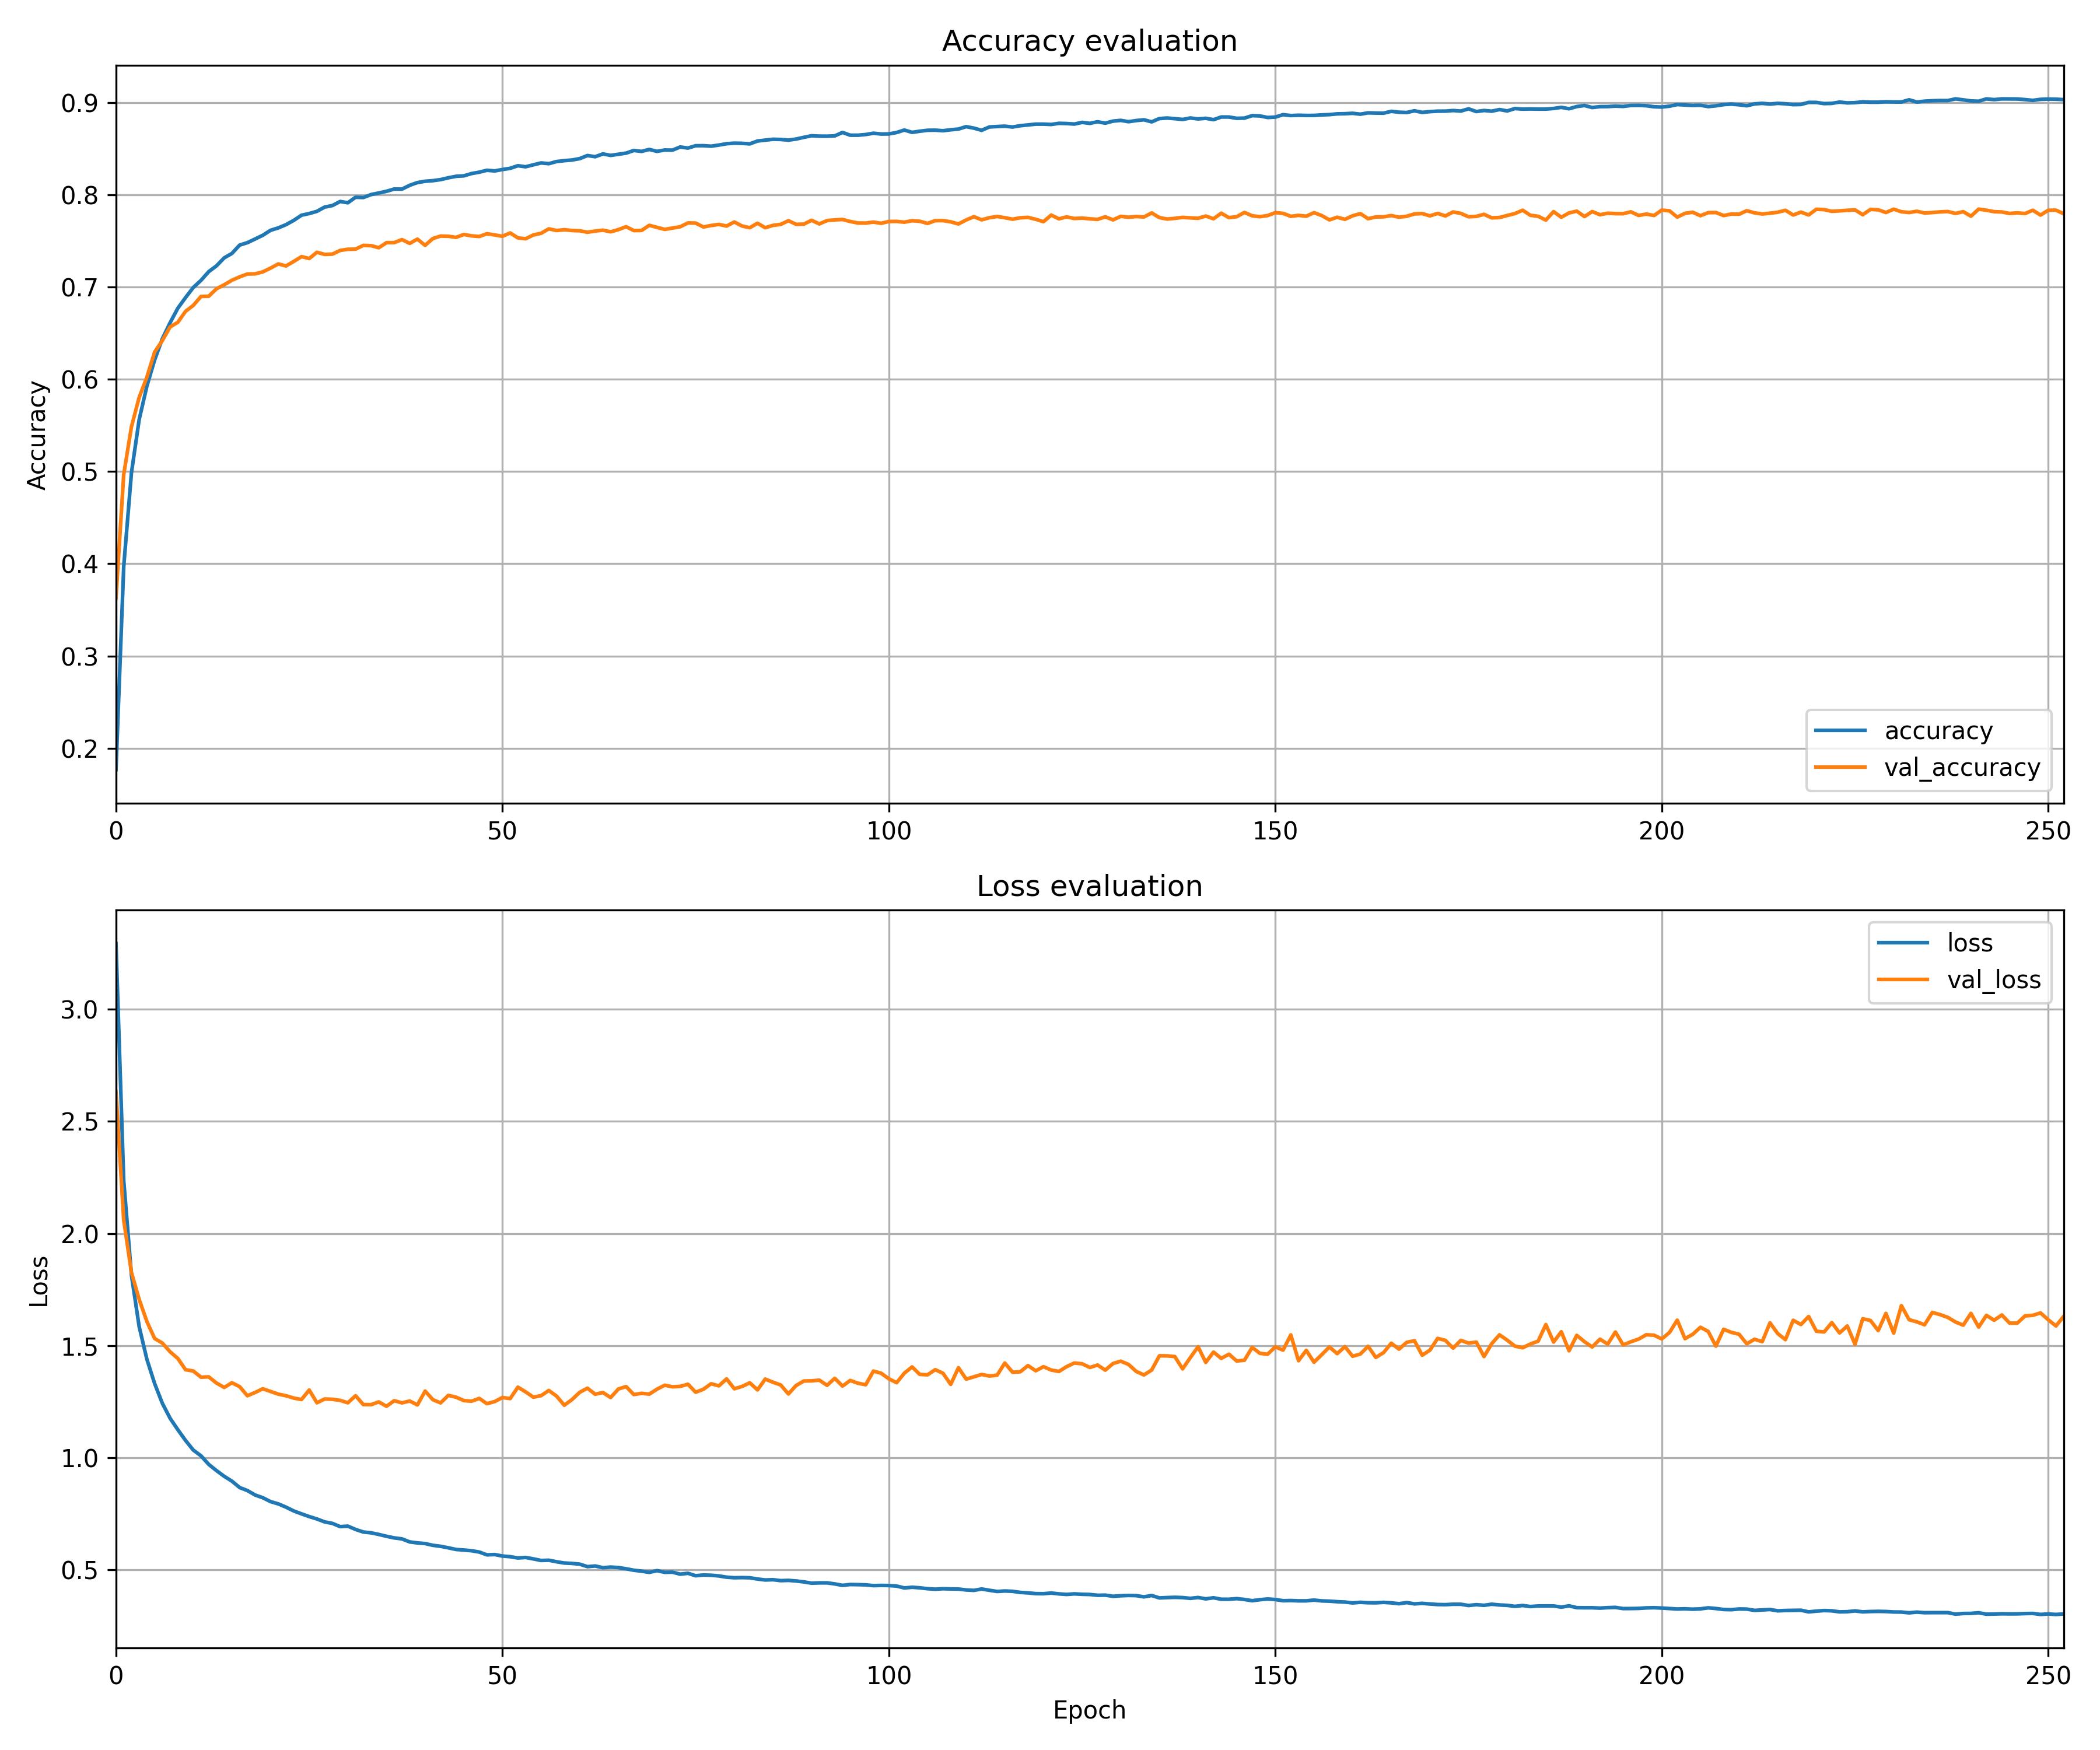 Accuracy evaluation
Accuracy
0.9
0.8
0.7
0.6
0.5
0.4
0.3
0.2
accuracy
val_accuracy
0 50 100 150 200 250
Loss evaluation
Loss
3.0
2.5
2.0
1.5
1.0
0.5
loss
val_loss
0 50 100 150 200 250
Epoch